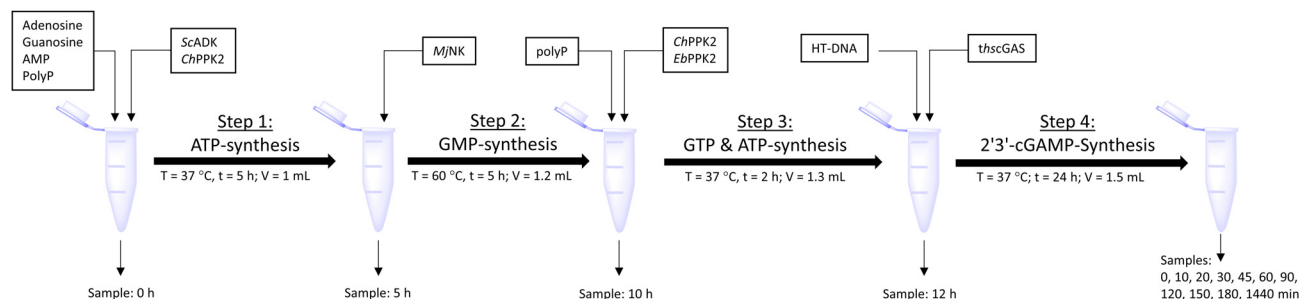 Adenosine
Guanosine
AMP
PolyP
ScADK
ChPPK2
MjNK
polyP
ChPPK2
EbPPK2
HT-DNA
thscGAS
Step 1:
ATP-synthesis
T = 37 °C, t = 5 h; V = 1 mL
Step 2:
GMP-synthesis
T = 60 °C, t = 5 h; V = 1.2 mL
Step 3:
GTP & ATP-synthesis
T = 37 °C, t = 2 h; V = 1.3 mL
Step 4:
2'3'-cGAMP-Synthesis
T = 37 °C; t = 24 h; V = 1.5 mL
Sample: 0 h
Sample: 5 h
Sample: 10 h
Sample: 12 h
Samples:
0, 10, 20, 30, 45, 60, 90,
120, 150, 180, 1440 min